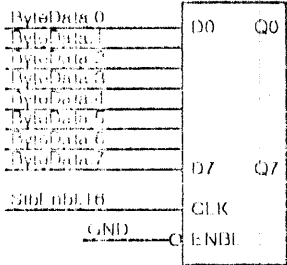 ByteData.0
D0 Q0
ByteData.1
ByteData.2
ByteData.3
ByteData.4
ByteData.5
ByteData.6
ByteData.7
D7 Q7
CLK
GND
ENBL